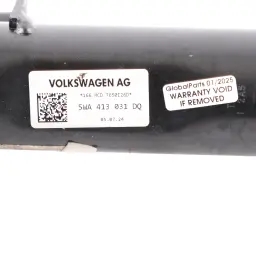 VOLKSWAGEN AG
5WA 413 031 DQ
GlobalParts 01/2025
WARRANTY VOID
IF REMOVED